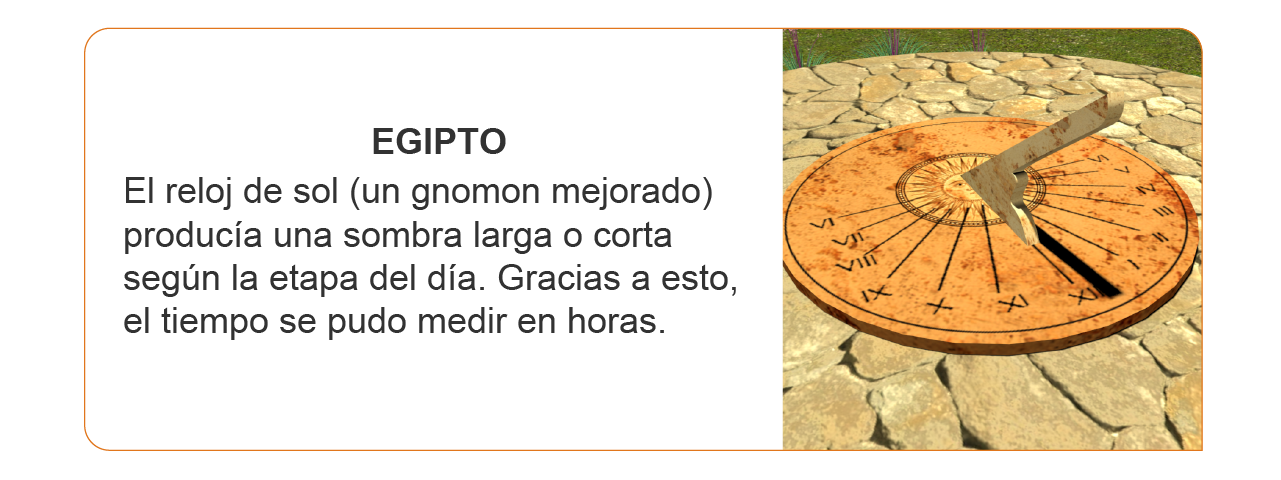 EGIPTO
El reloj de sol (un gnomon mejorado)
producía una sombra larga o corta
según la etapa del día. Gracias a esto,
el tiempo se pudo medir en horas.
VI
V
IV
III
II
I
XII
XI
X
IX
VIII
VII
VI